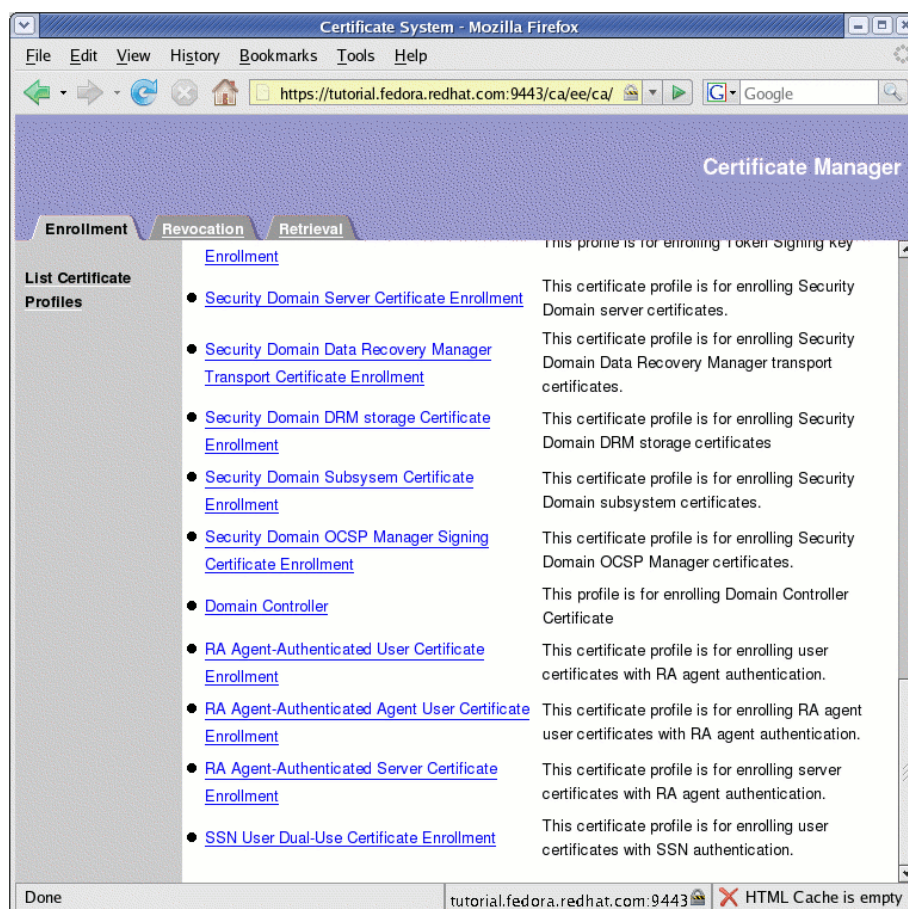 Certificate System - Mozilla Firefox
File Edit View History Bookmarks Tools Help
https://tutorial.fedora.redhat.com:9443/ca/ee/ca/
G Google
Certificate Manager
Enrollment Revocation Retrieval
List Certificate
Profiles
Enrollment
This profile is for enrolling Token Signing key
Security Domain Server Certificate Enrollment
This certificate profile is for enrolling Security
Domain server certificates.
Security Domain Data Recovery Manager
Transport Certificate Enrollment
This certificate profile is for enrolling Security
Domain Data Recovery Manager transport
certificates.
Security Domain DRM storage Certificate
Enrollment
This certificate profile is for enrolling Security
Domain DRM storage certificates
Security Domain Subsysem Certificate
Enrollment
This certificate profile is for enrolling Security
Domain subsystem certificates.
Security Domain OCSP Manager Signing
Certificate Enrollment
This certificate profile is for enrolling Security
Domain OCSP Manager certificates.
Domain Controller
This profile is for enrolling Domain Controller
Certificate
RA Agent-Authenticated User Certificate
Enrollment
This certificate profile is for enrolling user
certificates with RA agent authentication.
RA Agent-Authenticated Agent User Certificate
Enrollment
This certificate profile is for enrolling RA agent
user certificates with RA agent authentication.
RA Agent-Authenticated Server Certificate
Enrollment
This certificate profile is for enrolling server
certificates with RA agent authentication.
SSN User Dual-Use Certificate Enrollment
This certificate profile is for enrolling user
certificates with SSN authentication.
Done
tutorial.fedora.redhat.com:9443
HTML Cache is empty